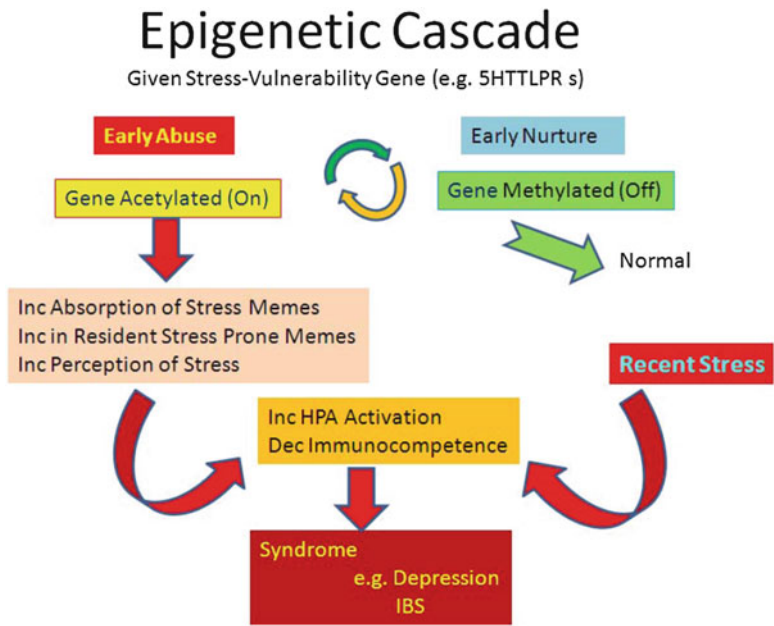 Epigenetic Cascade
Given Stress-Vulnerability Gene (e.g. 5HTTLPR s)
Early Abuse
Early Nurture
Gene Acetylated (On)
Gene Methylated (Off)
Normal
Inc Absorption of Stress Memes
Inc in Resident Stress Prone Memes
Inc Perception of Stress
Recent Stress
Inc HPA Activation
Dec Immunocompetence
Syndrome
e.g. Depression
IBS